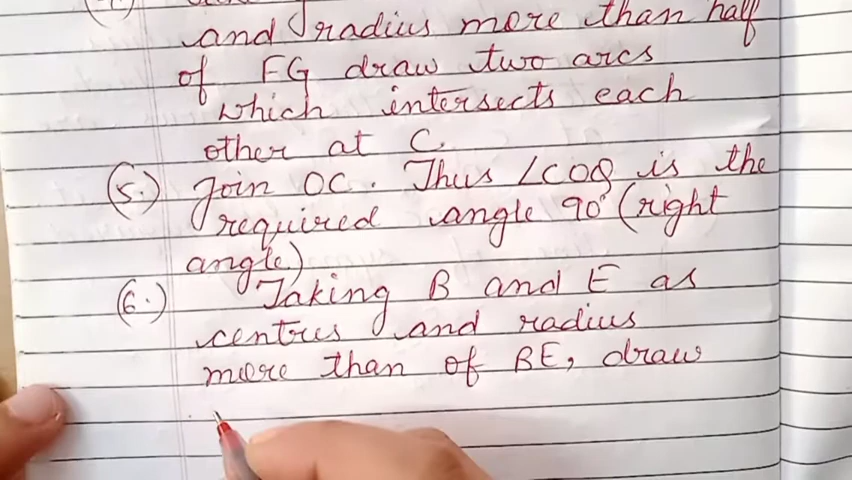 and radius more than half
of FG draw two arcs
which intersects each
other at C.
(5.) Join OC. Thus ∠COQ is the
required angle 90° (right
angle)
(6.) Taking B and E as
centres and radius
more than of BE, draw